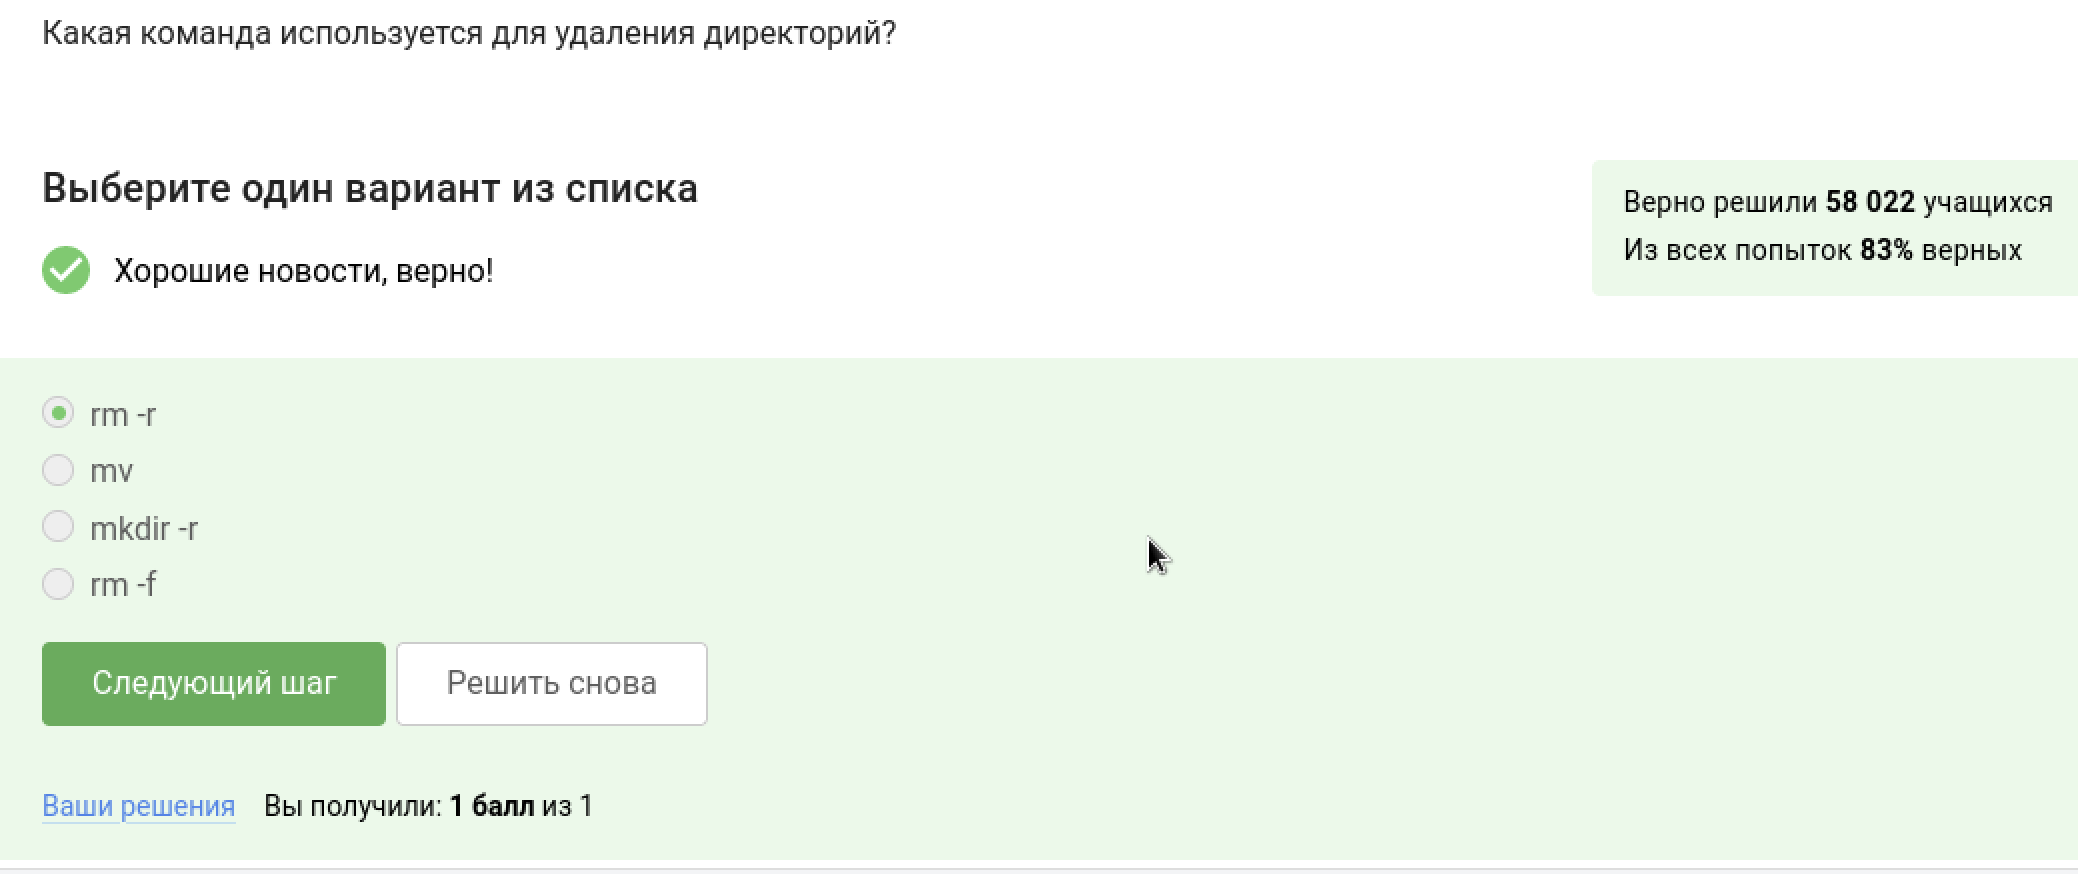 Какая команда используется для удаления директорий?
Выберите один вариант из списка
Верно решили 58 022 учащихся
Из всех попыток 83% верных
Хорошие новости, верно!
rm -r
mv
mkdir -r
rm -f
Следующий шаг
Решить снова
Ваши решения Вы получили: 1 балл из 1